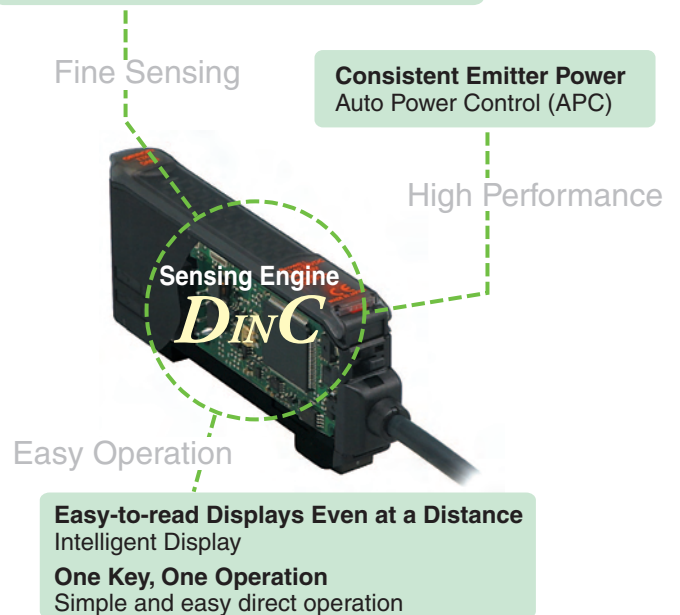 Fine Sensing
Consistent Emitter Power
Auto Power Control (APC)
High Performance
Sensing Engine
DINC
Easy Operation
Easy-to-read Displays Even at a Distance
Intelligent Display
One Key, One Operation
Simple and easy direct operation